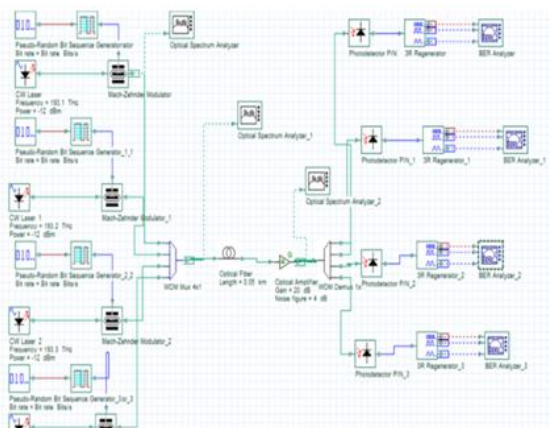 Pseudo-Random Bit Sequence Generator
Bit rate = Bit rate Bits/s
Mach-Zehnder Modulator
CW Laser
Frequency = 193.1 THz
Power = -12 dBm
Pseudo-Random Bit Sequence Generator_1_1
Bit rate = Bit rate Bits/s
CW Laser 1
Frequency = 193.2 THz
Power = -12 dBm
Mach-Zehnder Modulator_1
Pseudo-Random Bit Sequence Generator_2_2
Bit rate = Bit rate Bits/s
CW Laser 2
Frequency = 193.3 THz
Power = -12 dBm
Mach-Zehnder Modulator_2
Pseudo-Random Bit Sequence
Bit rate = Bit rate Bits/s
Optical Spectrum Analyzer
Optical Spectrum Analyzer_1
Optical Spectrum Analyzer_2
WDM Mux 4x1
Optical Fiber
Length = 0.05 km
Optical Amplifier
Gain = 20 dB
Noise figure = 4 dB
WDM Demux 1x
Photodetector PIN
3R Regenerator
BER Analyzer
Photodetector PIN_1
3R Regenerator_1
BER Analyzer_1
Photodetector PIN_2
3R Regenerator_2
BER Analyzer_2
Photodetector PIN_3
3R Regenerator_3
BER Analyzer_3